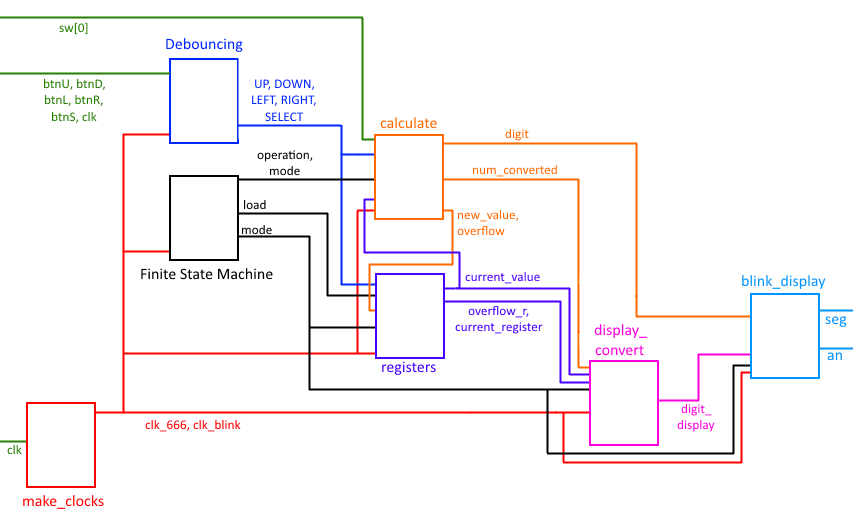 sw[0]
Debouncing
btnU, btnD,
btnL, btnR,
btnS, clk
UP, DOWN,
LEFT, RIGHT,
SELECT
calculate
digit
operation,
mode
num_converted
load
new_value,
overflow
mode
Finite State Machine
current_value
blink_display
overflow_r,
current_register
seg
display_
convert
an
registers
digit_
display
clk_666, clk_blink
clk
make_clocks